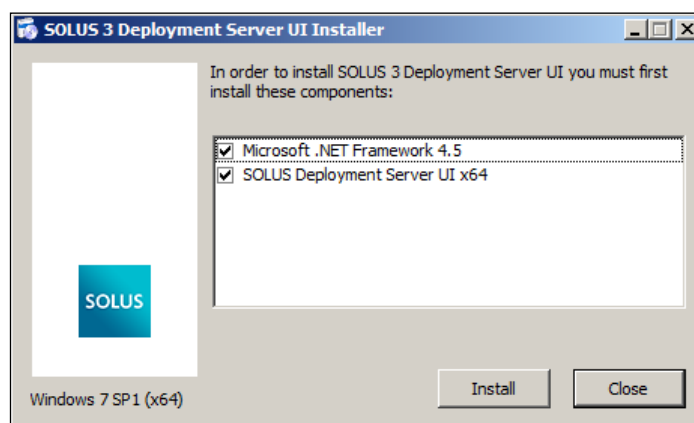 SOLUS 3 Deployment Server UI Installer
In order to install SOLUS 3 Deployment Server UI you must first
install these components:
Microsoft .NET Framework 4.5
SOLUS Deployment Server UI x64
SOLUS
Install
Close
Windows 7 SP1 (x64)